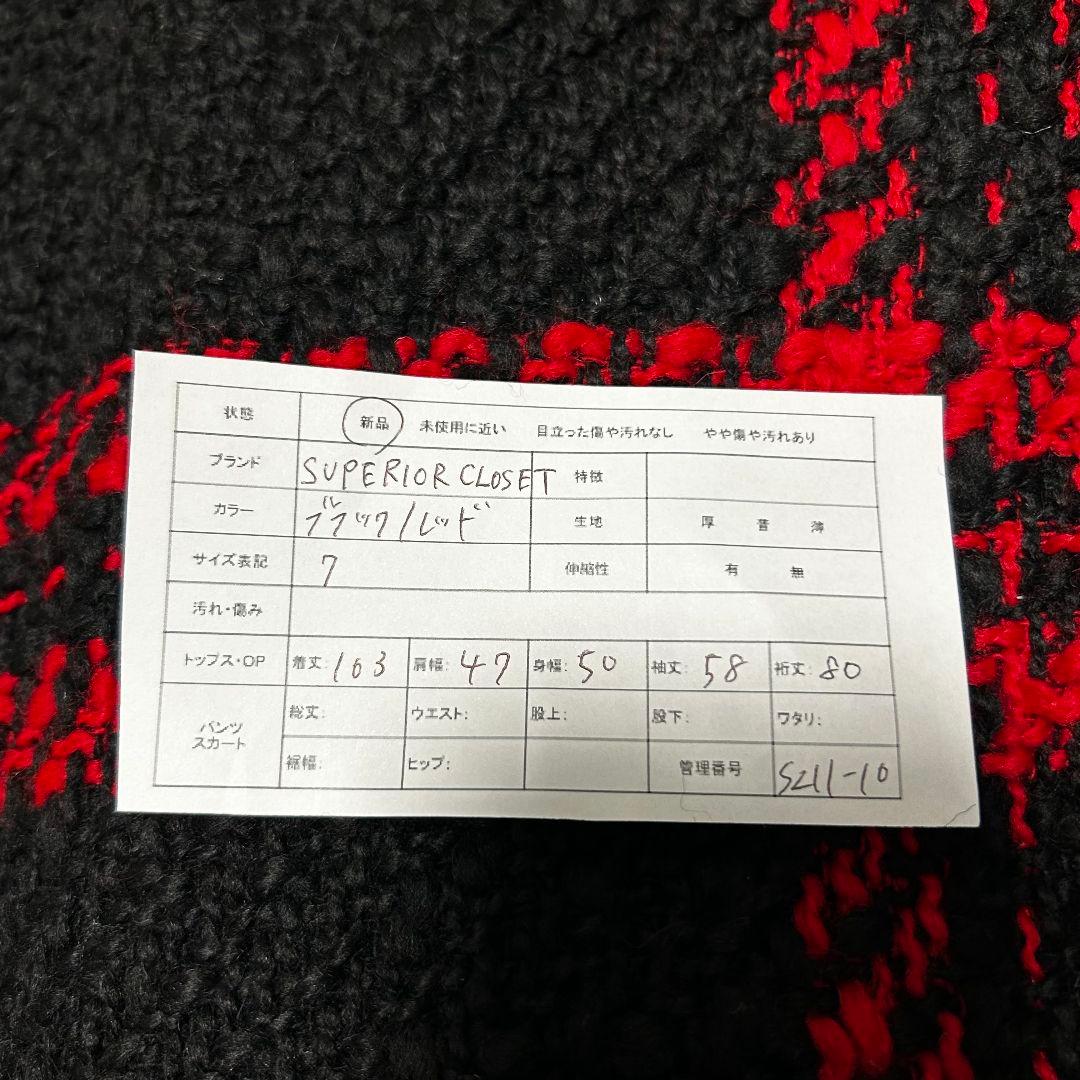 状態 新品 未使用に近い 目立った傷や汚れなし やや傷や汚れあり
ブランド SUPERIOR CLOSET 特徴
カラー ブラック/レッド 生地 厚 普 薄
サイズ表記 7 伸縮性 有 無
汚れ・傷み
トップス・OP 着丈: 103 肩幅: 47 身幅: 50 袖丈: 58 裄丈: 80
パンツ スカート 総丈: ウエスト: 股上: 股下: ワタリ:
裾幅: ヒップ: 管理番号 SZ11-10